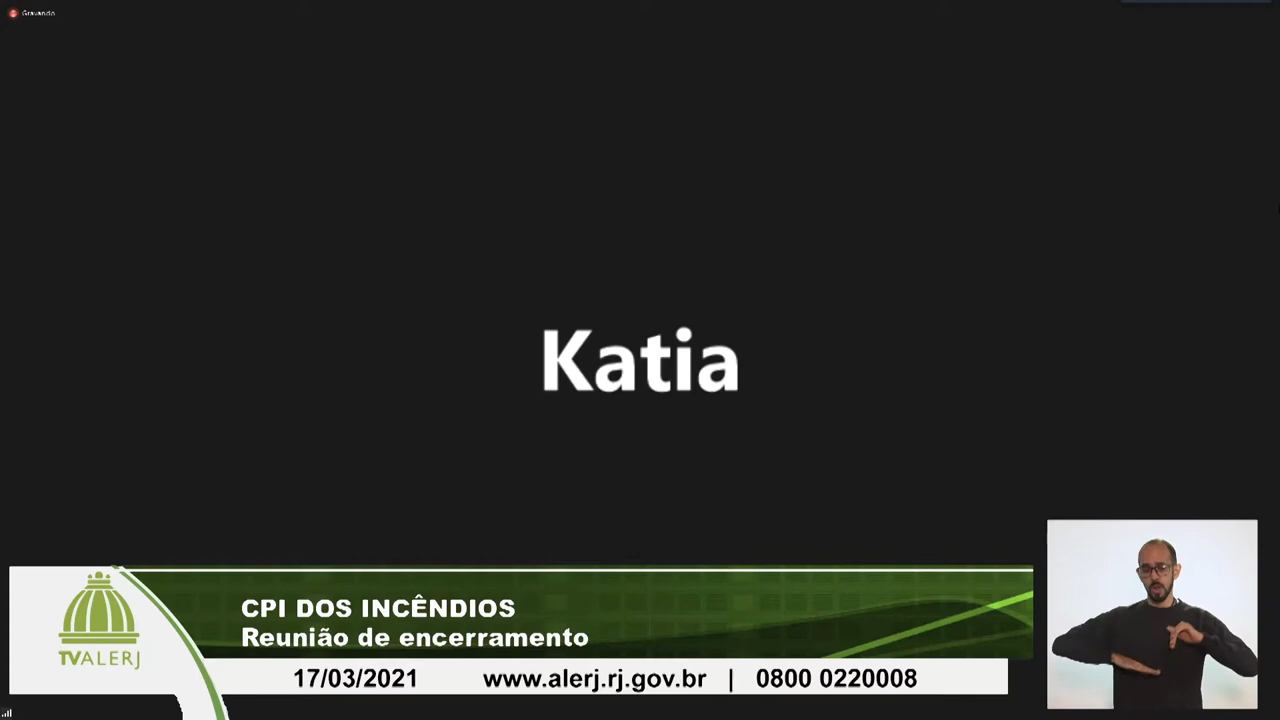 Gravando
Katia
CPI DOS INCÊNDIOS
Reunião de encerramento
TVALERJ
17/03/2021 www.alerj.rj.gov.br | 0800 0220008